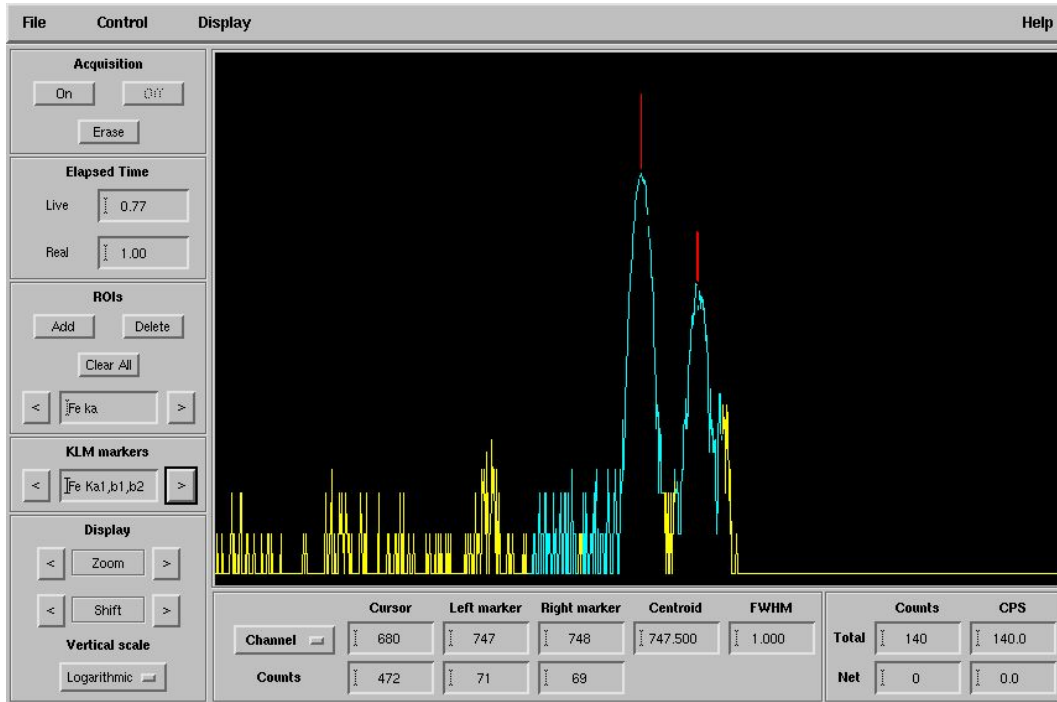 File Control Display Help
Acquisition
On Off
Erase
Elapsed Time
Live 0.77
Real 1.00
ROIs
Add Delete
Clear All
< Fe ka >
KLM markers
< Fe Ka1,b1,b2 >
Display
< Zoom >
< Shift >
Vertical scale
Logarithmic
Cursor Left marker Right marker Centroid FWHM
Channel 680 747 748 747.500 1.000
Counts 472 71 69
Counts CPS
Total 140 140.0
Net 0 0.0